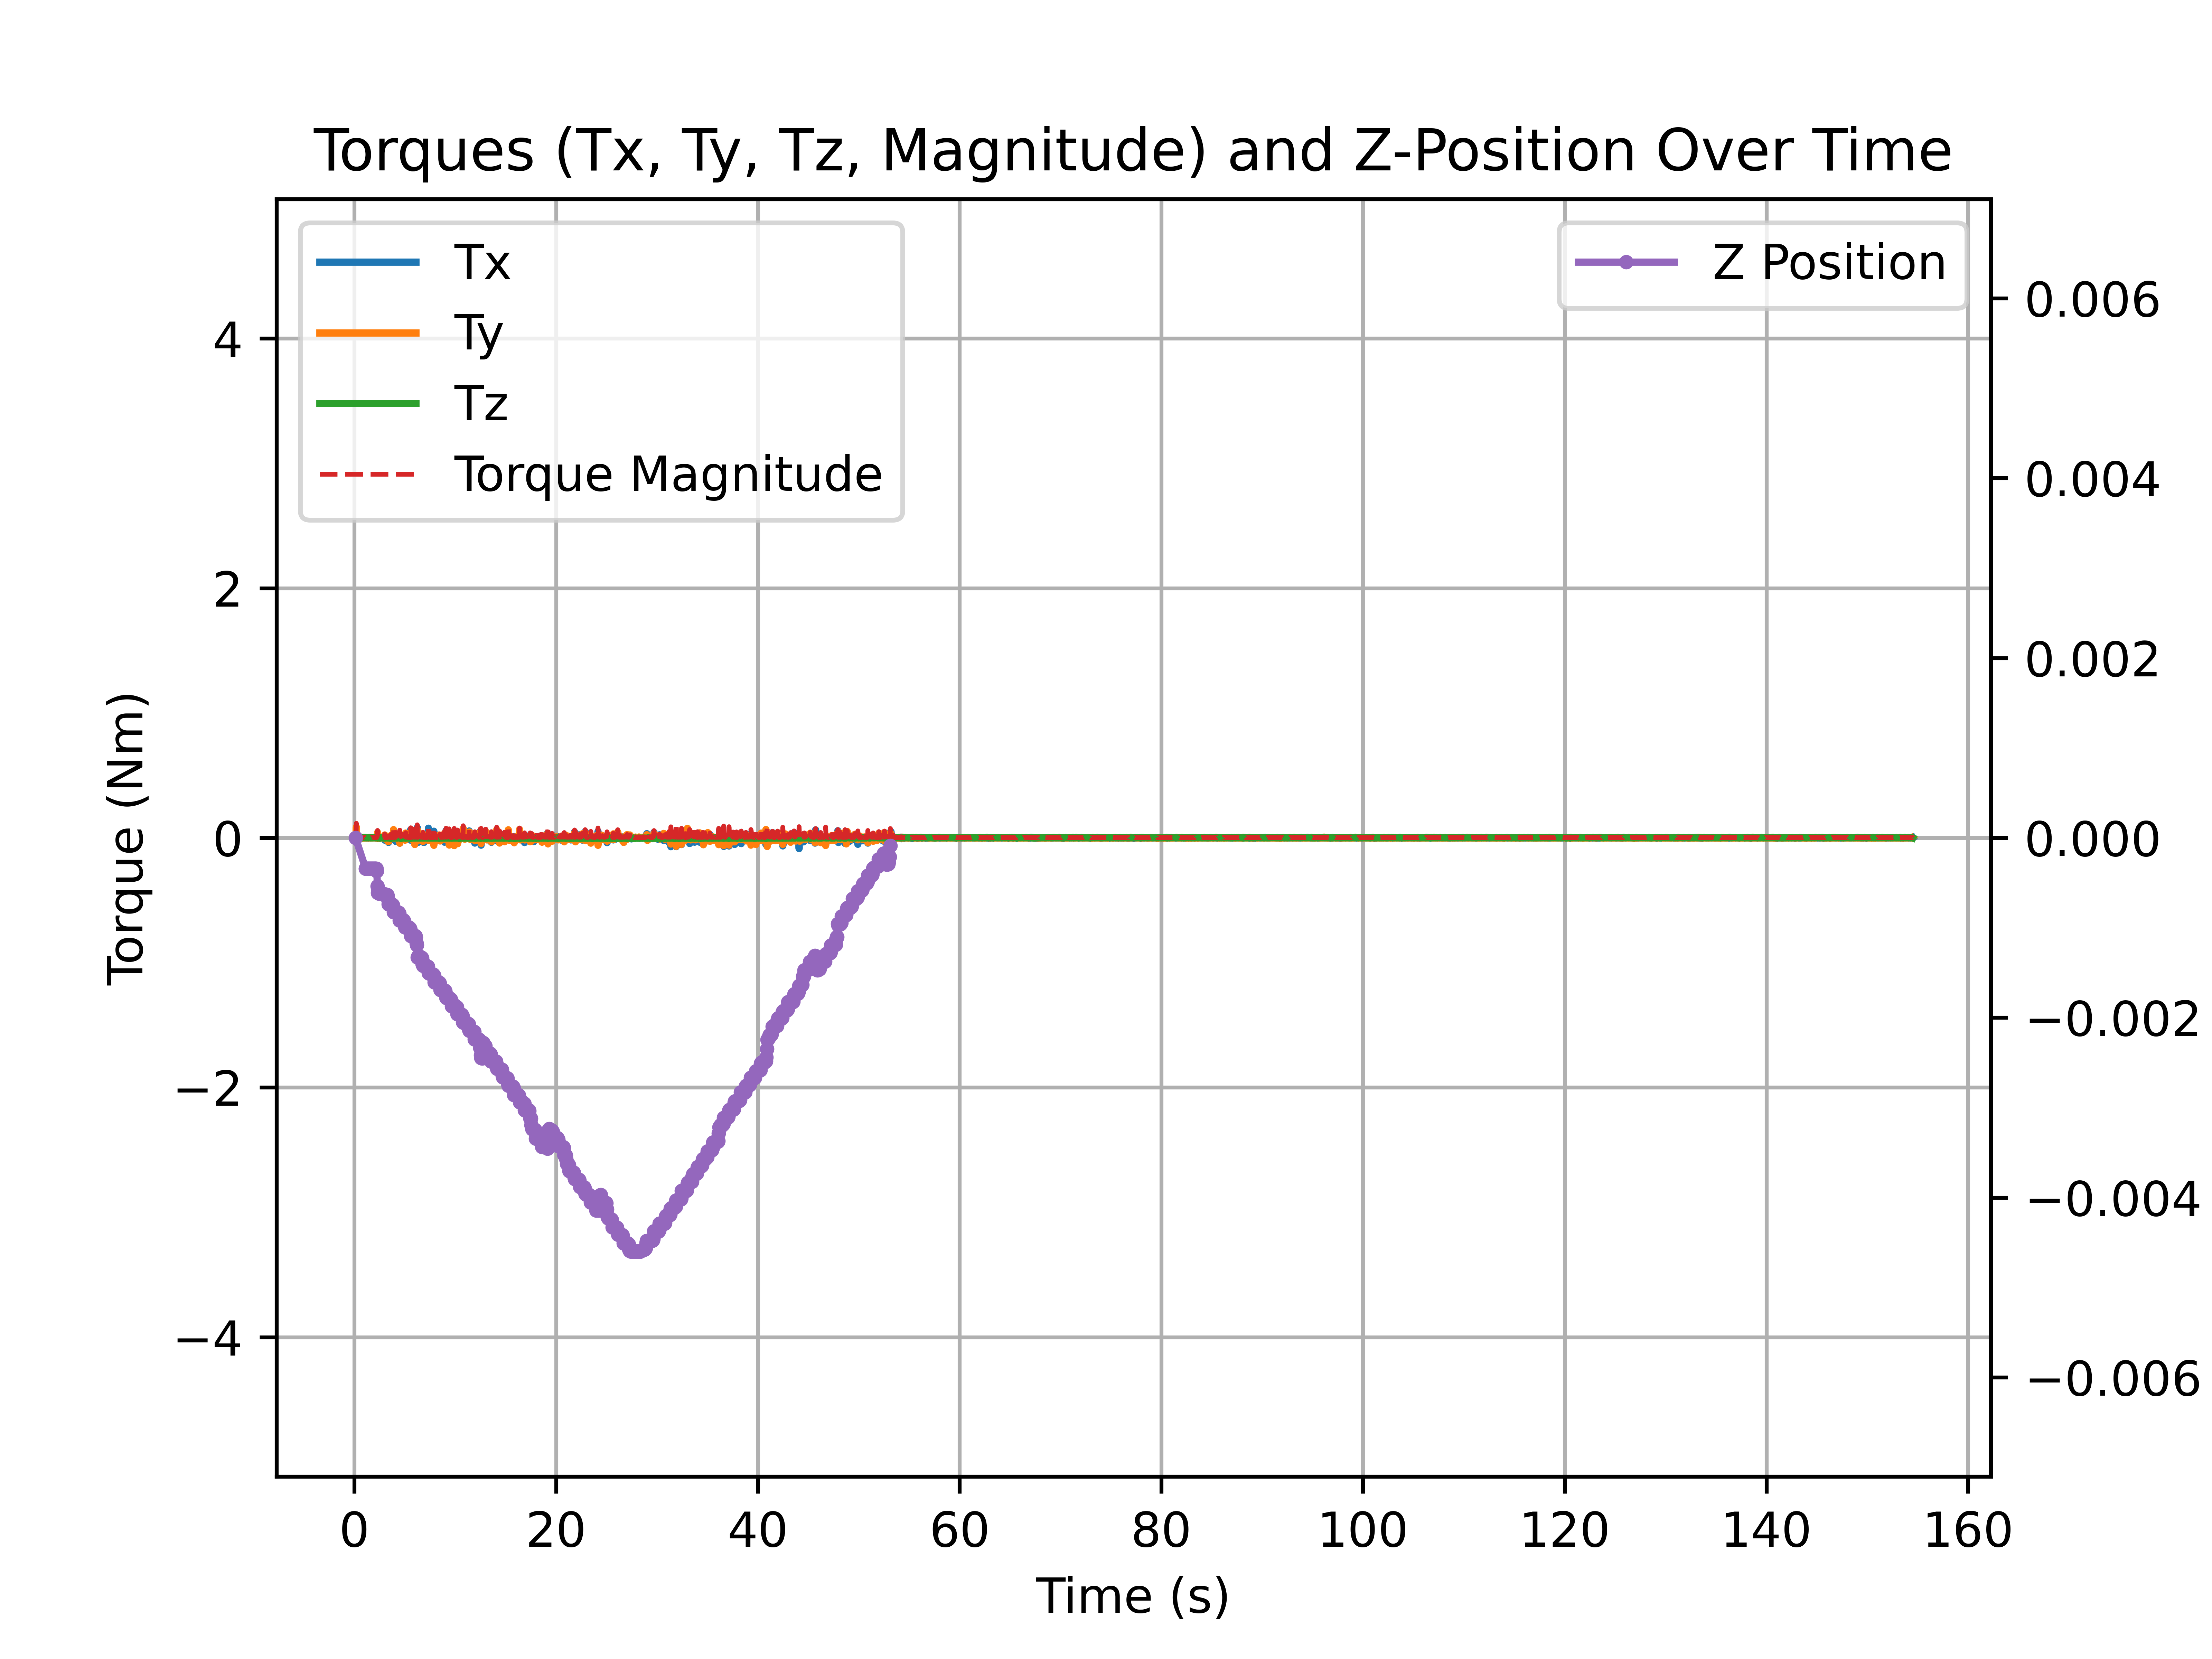 Torques (Tx, Ty, Tz, Magnitude) and Z-Position Over Time
Tx
Ty
Tz
Torque Magnitude
Z Position
4
2
0
−2
−4
Torque (Nm)
0.006
0.004
0.002
0.000
−0.002
−0.004
−0.006
0 20 40 60 80 100 120 140 160
Time (s)